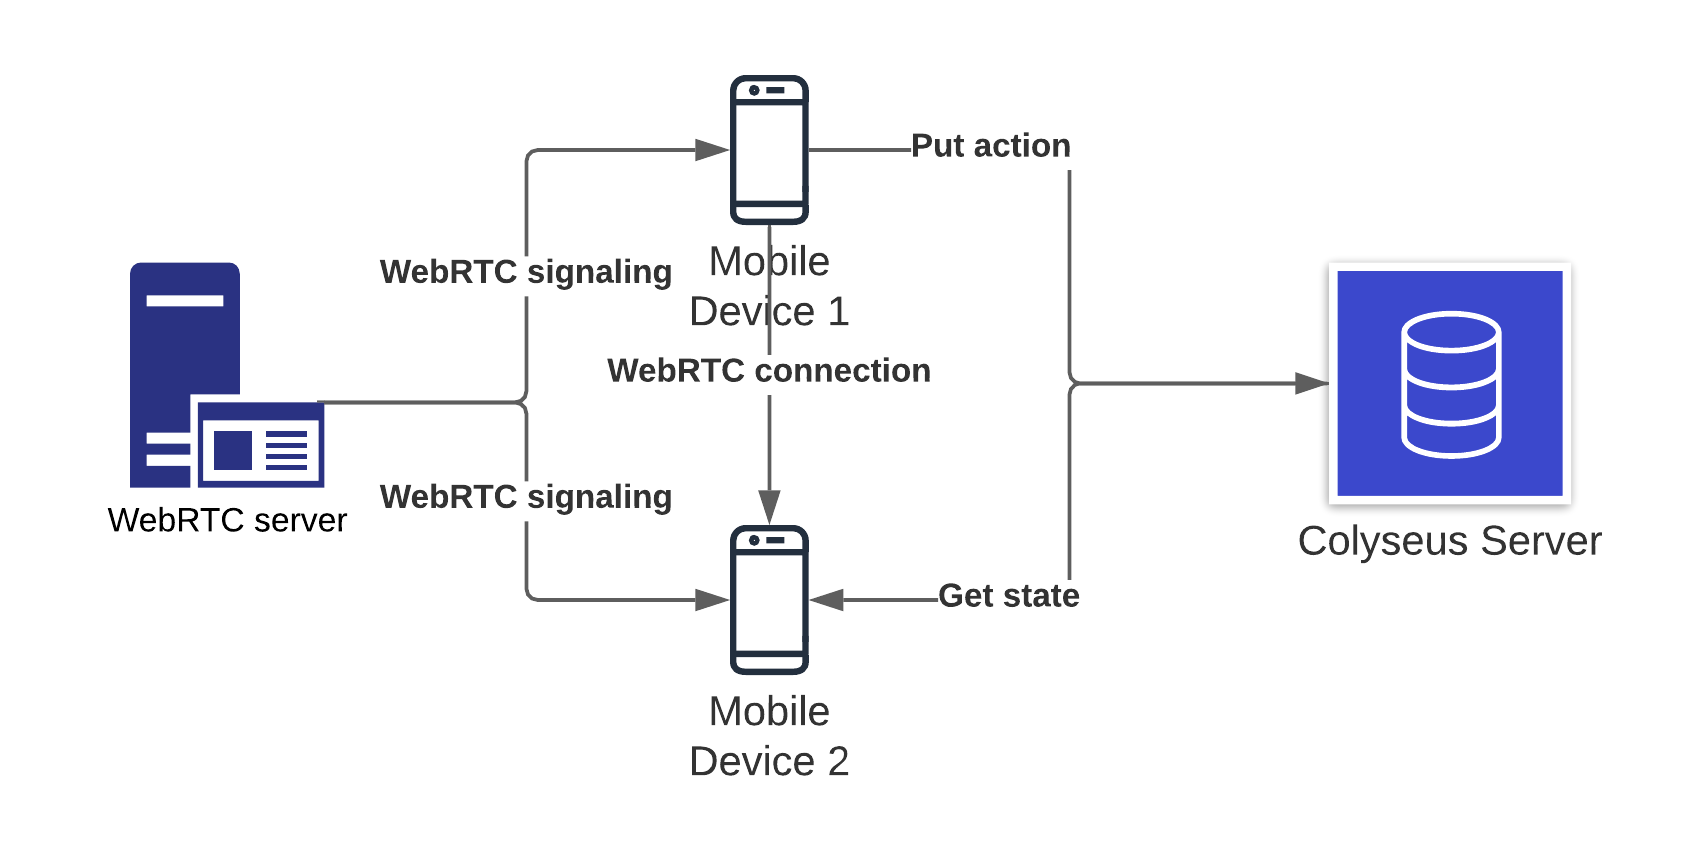 Put action
WebRTC signaling
Mobile
Device 1
WebRTC connection
WebRTC signaling
WebRTC server
Colyseus Server
Get state
Mobile
Device 2